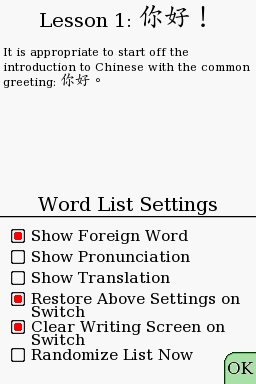 Lesson 1: 你好！
It is appropriate to start off the
introduction to Chinese with the common
greeting: 你好。
Word List Settings
Show Foreign Word
Show Pronunciation
Show Translation
Restore Above Settings on
Switch
Clear Writing Screen on
Switch
Randomize List Now
OK